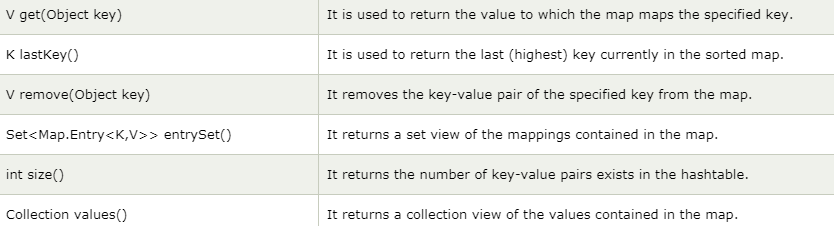 V get(Object key) It is used to return the value to which the map maps the specified key.
K lastKey() It is used to return the last (highest) key currently in the sorted map.
V remove(Object key) It removes the key-value pair of the specified key from the map.
Set<Map.Entry<K,V>> entrySet() It returns a set view of the mappings contained in the map.
int size() It returns the number of key-value pairs exists in the hashtable.
Collection values() It returns a collection view of the values contained in the map.